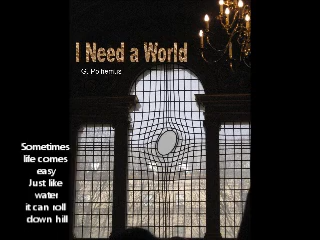 I Need a World
G. Polhemus
Sometimes
life comes
easy
Just like
water
it can roll
down hill